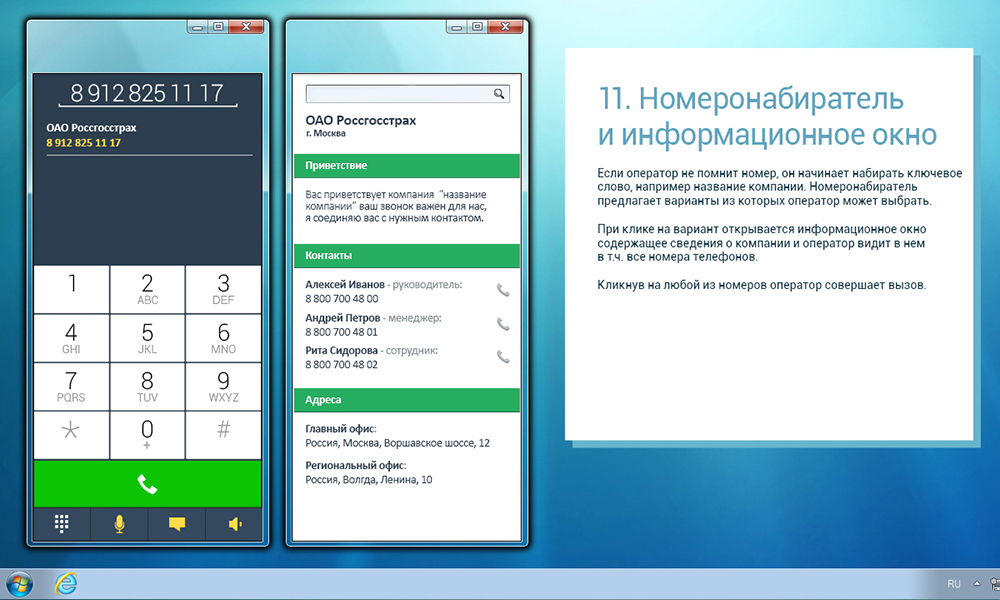 8 912 825 11 17
ОАО Россгосстрах
8 912 825 11 17
1
2
3
ABC
DEF
4
5
6
GHI
JKL
MNO
7
8
9
PQRS
TUV
WXYZ
*
0
#
+
ОАО Россгосстрах
г. Москва
Приветствие
Вас приветствует компания "название
компании" ваш звонок важен для нас,
я соединяю вас с нужным контактом.
Контакты
Алексей Иванов - руководитель:
8 800 700 48 00
Андрей Петров - менеджер:
8 800 700 48 01
Рита Сидорова - сотрудник:
8 800 700 48 02
Адреса
Главный офис:
Россия, Москва, Воршавское шоссе, 12
Региональный офис:
Россия, Волгда, Ленина, 10
11. Номеронабиратель
и информационное окно
Если оператор не помнит номер, он начинает набирать ключевое
слово, например название компании. Номеронабиратель
предлагает варианты из которых оператор может выбрать.
При клике на вариант открывается информационное окно
содержащее сведения о компании и оператор видит в нем
в т.ч. все номера телефонов.
Кликнув на любой из номеров оператор совершает вызов.
RU